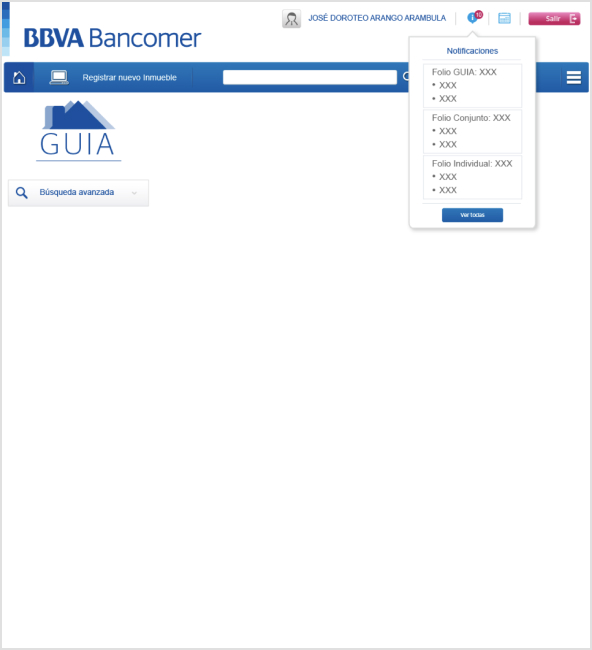 JOSÉ DOROTEO ARANGO ARAMBULA
10
Salir
BBVA Bancomer
Notificaciones
Registrar nuevo Inmueble
Folio GUIA: XXX
• XXX
• XXX
GUIA
Folio Conjunto: XXX
• XXX
• XXX
Folio Individual: XXX
• XXX
• XXX
Búsqueda avanzada
Ver todas